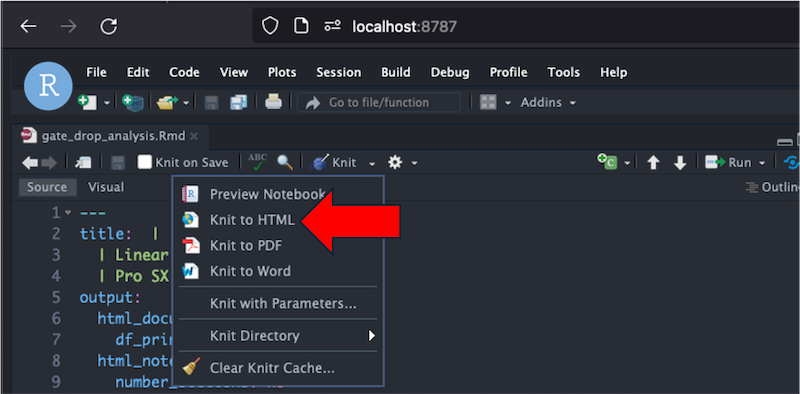 localhost:8787
R
File Edit Code View Plots Session Build Debug Profile Tools Help
Go to file/function Addins
gate_drop_analysis.Rmd
Knit on Save ABC Knit Run
Source Visual Outline
Preview Notebook
1 ---
Knit to HTML
2 title: |
Knit to PDF
3 | Linear
4 | Pro SX
Knit to Word
5 output:
Knit with Parameters...
6 html_docu
7 df_prin
Knit Directory
8 html_note
Clear Knitr Cache...
9 number_